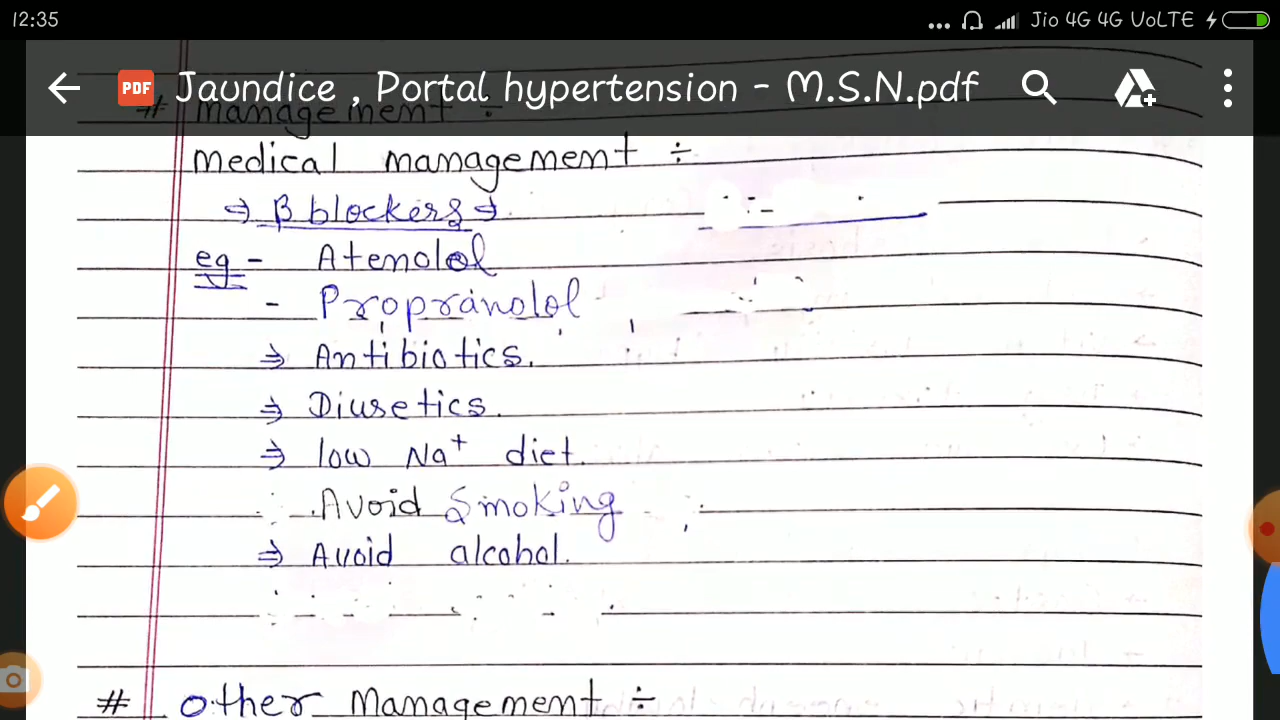 12:35 ... Jio 4G 4G VoLTE
PDF Jaundice , Portal hypertension - M.S.N.pdf
# Management ÷
medical management ÷
→ β blockers →
eg - Atenolol
- Propranolol
⇒ Antibiotics.
⇒ Diuretics.
⇒ low Na+ diet.
Avoid Smoking
⇒ Avoid alcohol.
# Other Management ÷